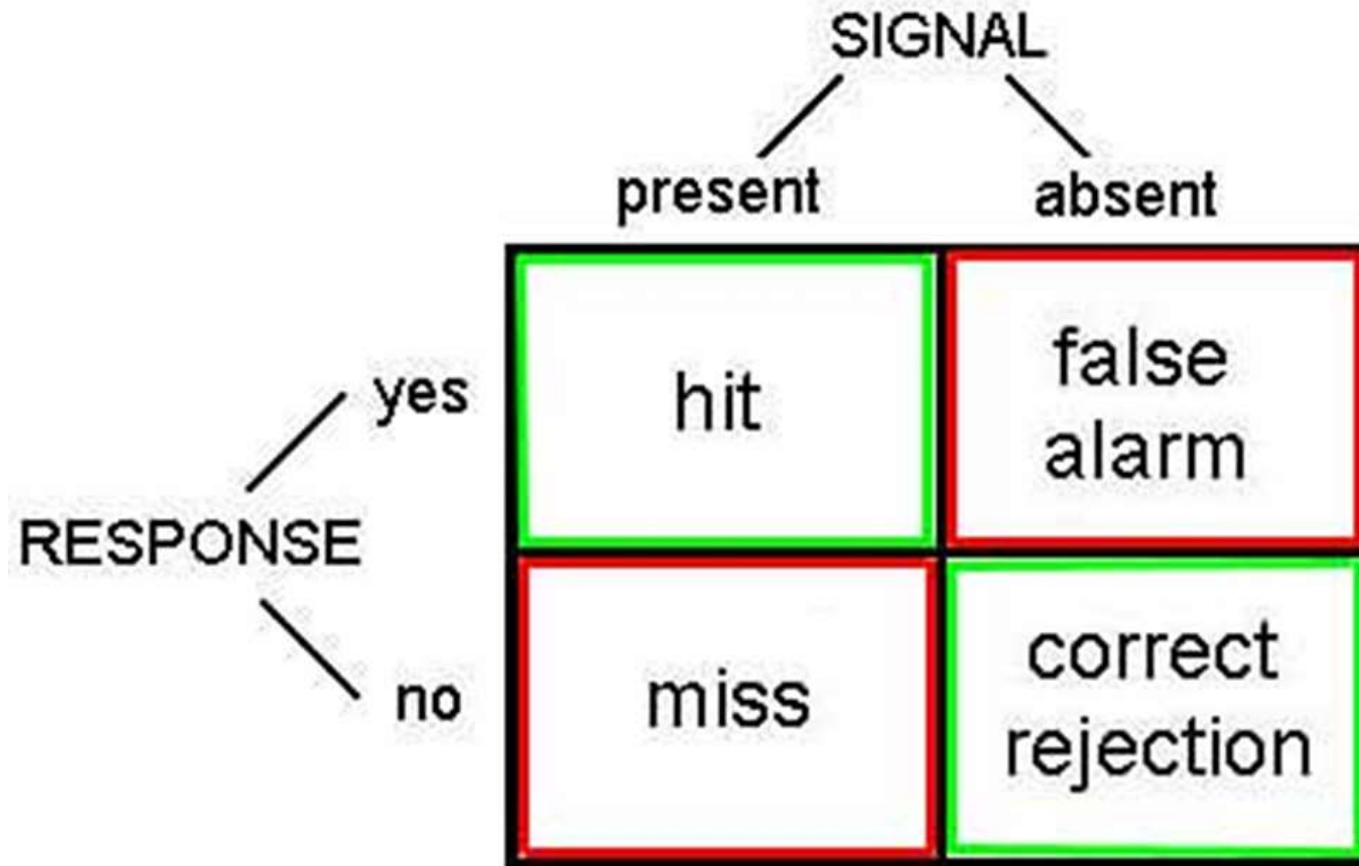 SIGNAL
present absent
yes
hit
false
alarm
RESPONSE
no
miss
correct
rejection